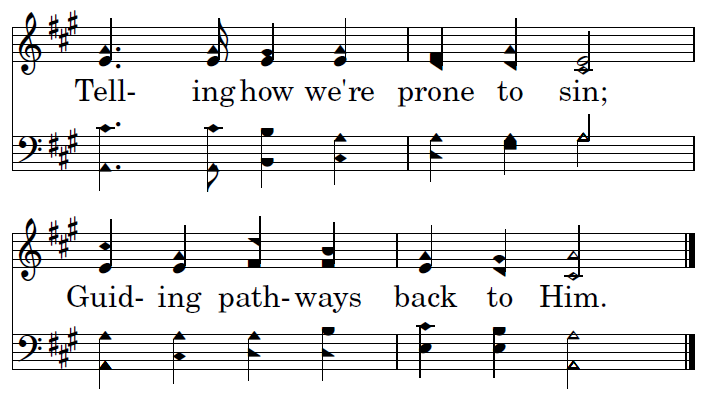 Tell- ing how we're prone to sin;
Guid- ing path- ways back to Him.